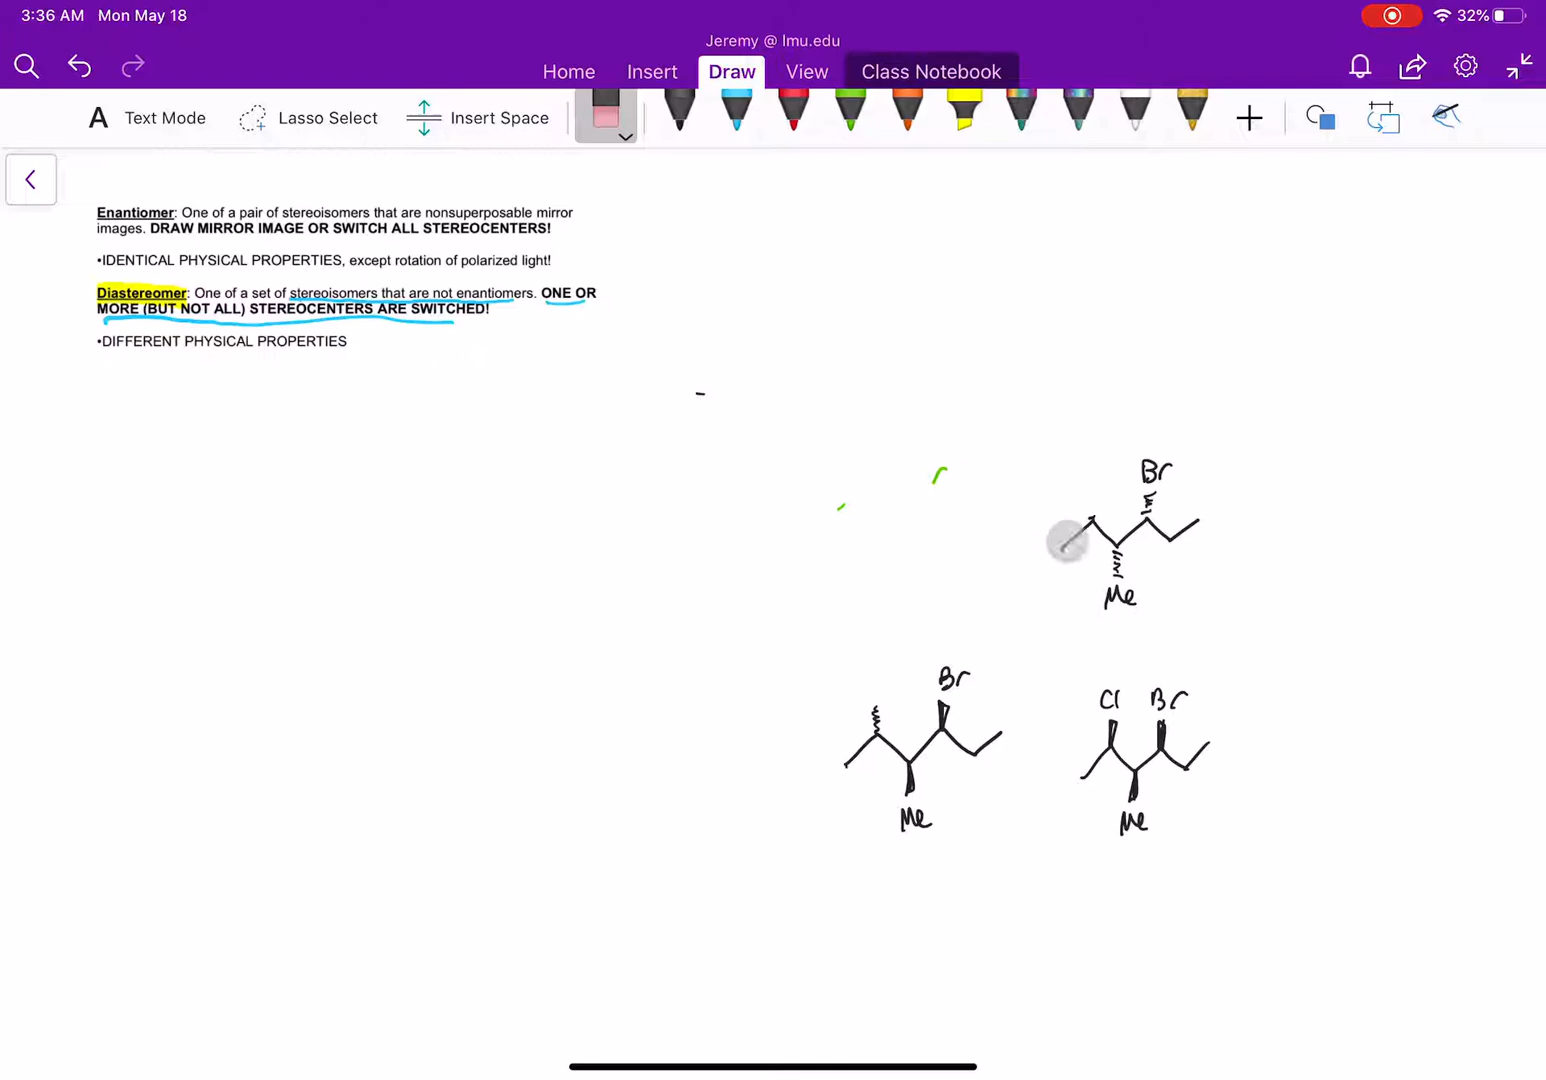 3:36 AM Mon May 18
32%
Jeremy @ lmu.edu
Home Insert Draw View Class Notebook
A Text Mode Lasso Select Insert Space
Enantiomer: One of a pair of stereoisomers that are nonsuperposable mirror
images. DRAW MIRROR IMAGE OR SWITCH ALL STEREOCENTERS!
•IDENTICAL PHYSICAL PROPERTIES, except rotation of polarized light!
Diastereomer: One of a set of stereoisomers that are not enantiomers. ONE OR
MORE (BUT NOT ALL) STEREOCENTERS ARE SWITCHED!
•DIFFERENT PHYSICAL PROPERTIES
Br
Me
Br
Cl Br
Me
Me